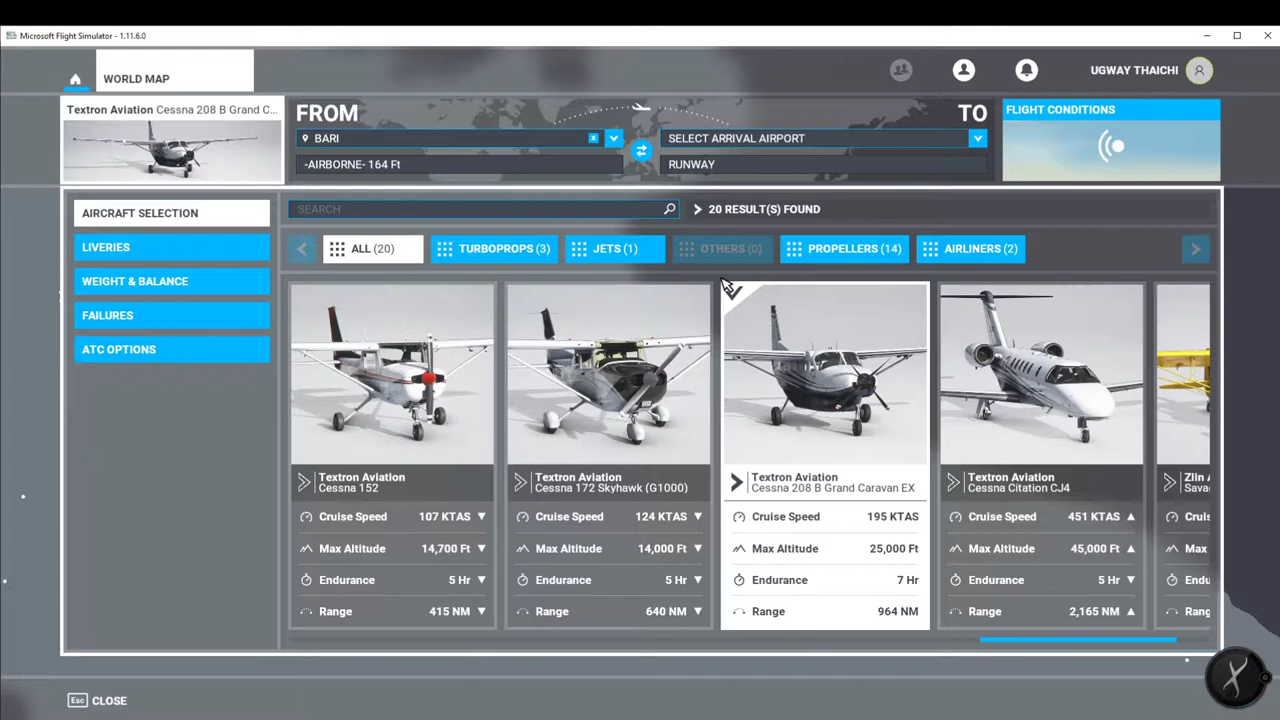 Microsoft Flight Simulator - 1.11.6.0
WORLD MAP
UGWAY THAICHI
Textron Aviation Cessna 208 B Grand C...
FROM
BARI
-AIRBORNE- 164 Ft
TO
SELECT ARRIVAL AIRPORT
RUNWAY
FLIGHT CONDITIONS
AIRCRAFT SELECTION
LIVERIES
WEIGHT & BALANCE
FAILURES
ATC OPTIONS
SEARCH
20 RESULT(S) FOUND
ALL (20)
TURBOPROPS (3)
JETS (1)
OTHERS (0)
PROPELLERS (14)
AIRLINERS (2)
Textron Aviation
Cessna 152
Cruise Speed 107 KTAS
Max Altitude 14,700 Ft
Endurance 5 Hr
Range 415 NM
Textron Aviation
Cessna 172 Skyhawk (G1000)
Cruise Speed 124 KTAS
Max Altitude 14,000 Ft
Endurance 5 Hr
Range 640 NM
Textron Aviation
Cessna 208 B Grand Caravan EX
Cruise Speed 195 KTAS
Max Altitude 25,000 Ft
Endurance 7 Hr
Range 964 NM
Textron Aviation
Cessna Citation CJ4
Cruise Speed 451 KTAS
Max Altitude 45,000 Ft
Endurance 5 Hr
Range 2,165 NM
Zlin A
Sava
Cruis
Max
Endu
Rang
Esc CLOSE